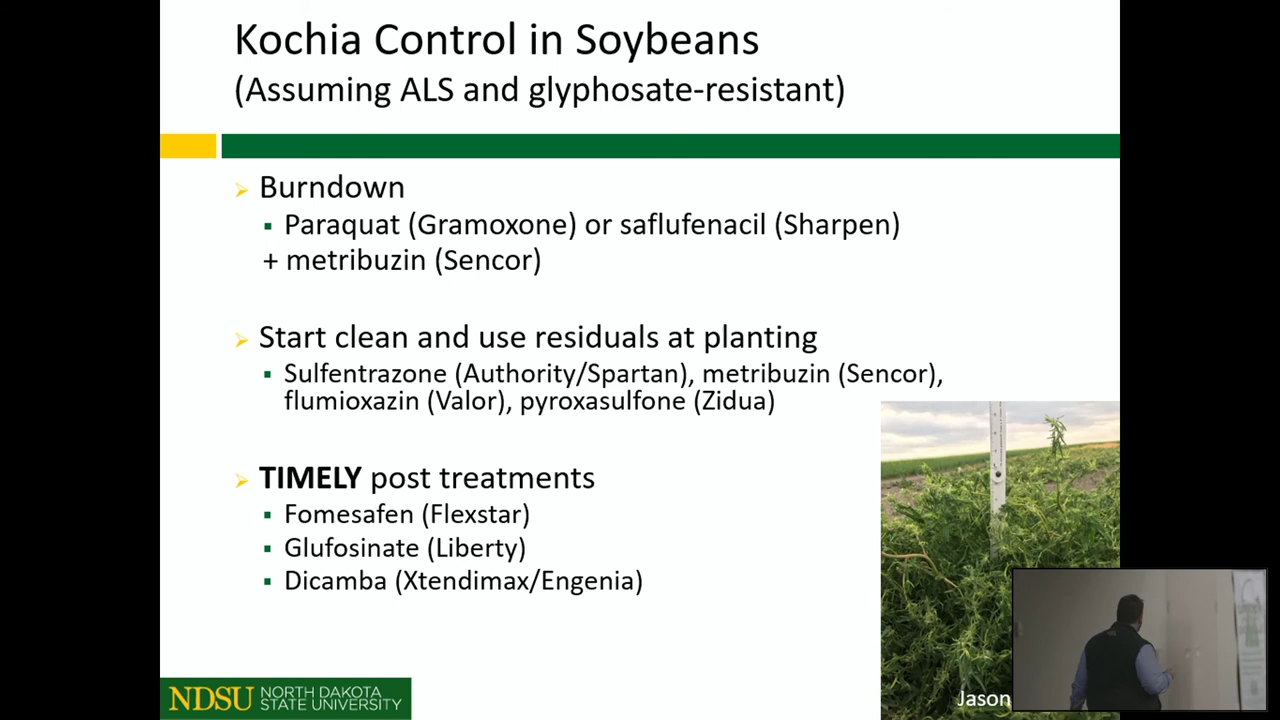 Kochia Control in Soybeans
(Assuming ALS and glyphosate-resistant)
Burndown
Paraquat (Gramoxone) or saflufenacil (Sharpen)
+ metribuzin (Sencor)
Start clean and use residuals at planting
Sulfentrazone (Authority/Spartan), metribuzin (Sencor),
flumioxazin (Valor), pyroxasulfone (Zidua)
TIMELY post treatments
Fomesafen (Flexstar)
Glufosinate (Liberty)
Dicamba (Xtendimax/Engenia)
Jason
NDSU NORTH DAKOTA
STATE UNIVERSITY